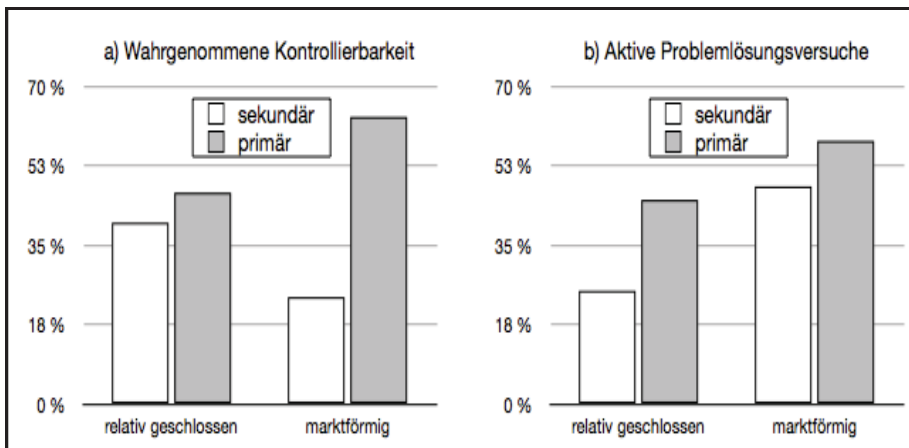 a) Wahrgenommene Kontrollierbarkeit
70 %
sekundär
primär
53 %
35 %
18 %
0 %
relativ geschlossen
marktförmig
b) Aktive Problemlösungsversuche
70 %
sekundär
primär
53 %
35 %
18 %
0 %
relativ geschlossen
marktförmig